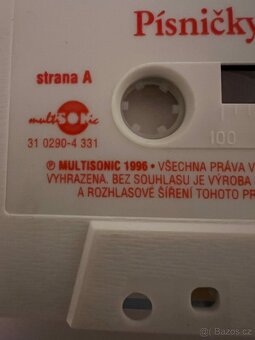 Písničky
strana A
multiSONic
31 0290-4 331
100
℗ MULTISONIC 1996 • VŠECHNA PRÁVA V
VYHRAZENA. BEZ SOUHLASU JE VÝROBA
A ROZHLASOVÉ ŠÍŘENÍ TOHOTO PR
Bazos.cz